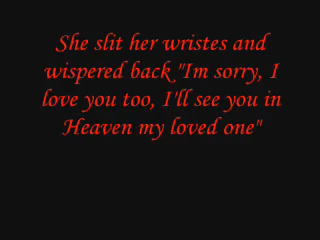 She slit her wristes and
wispered back "Im sorry, I
love you too, I'll see you in
Heaven my loved one"